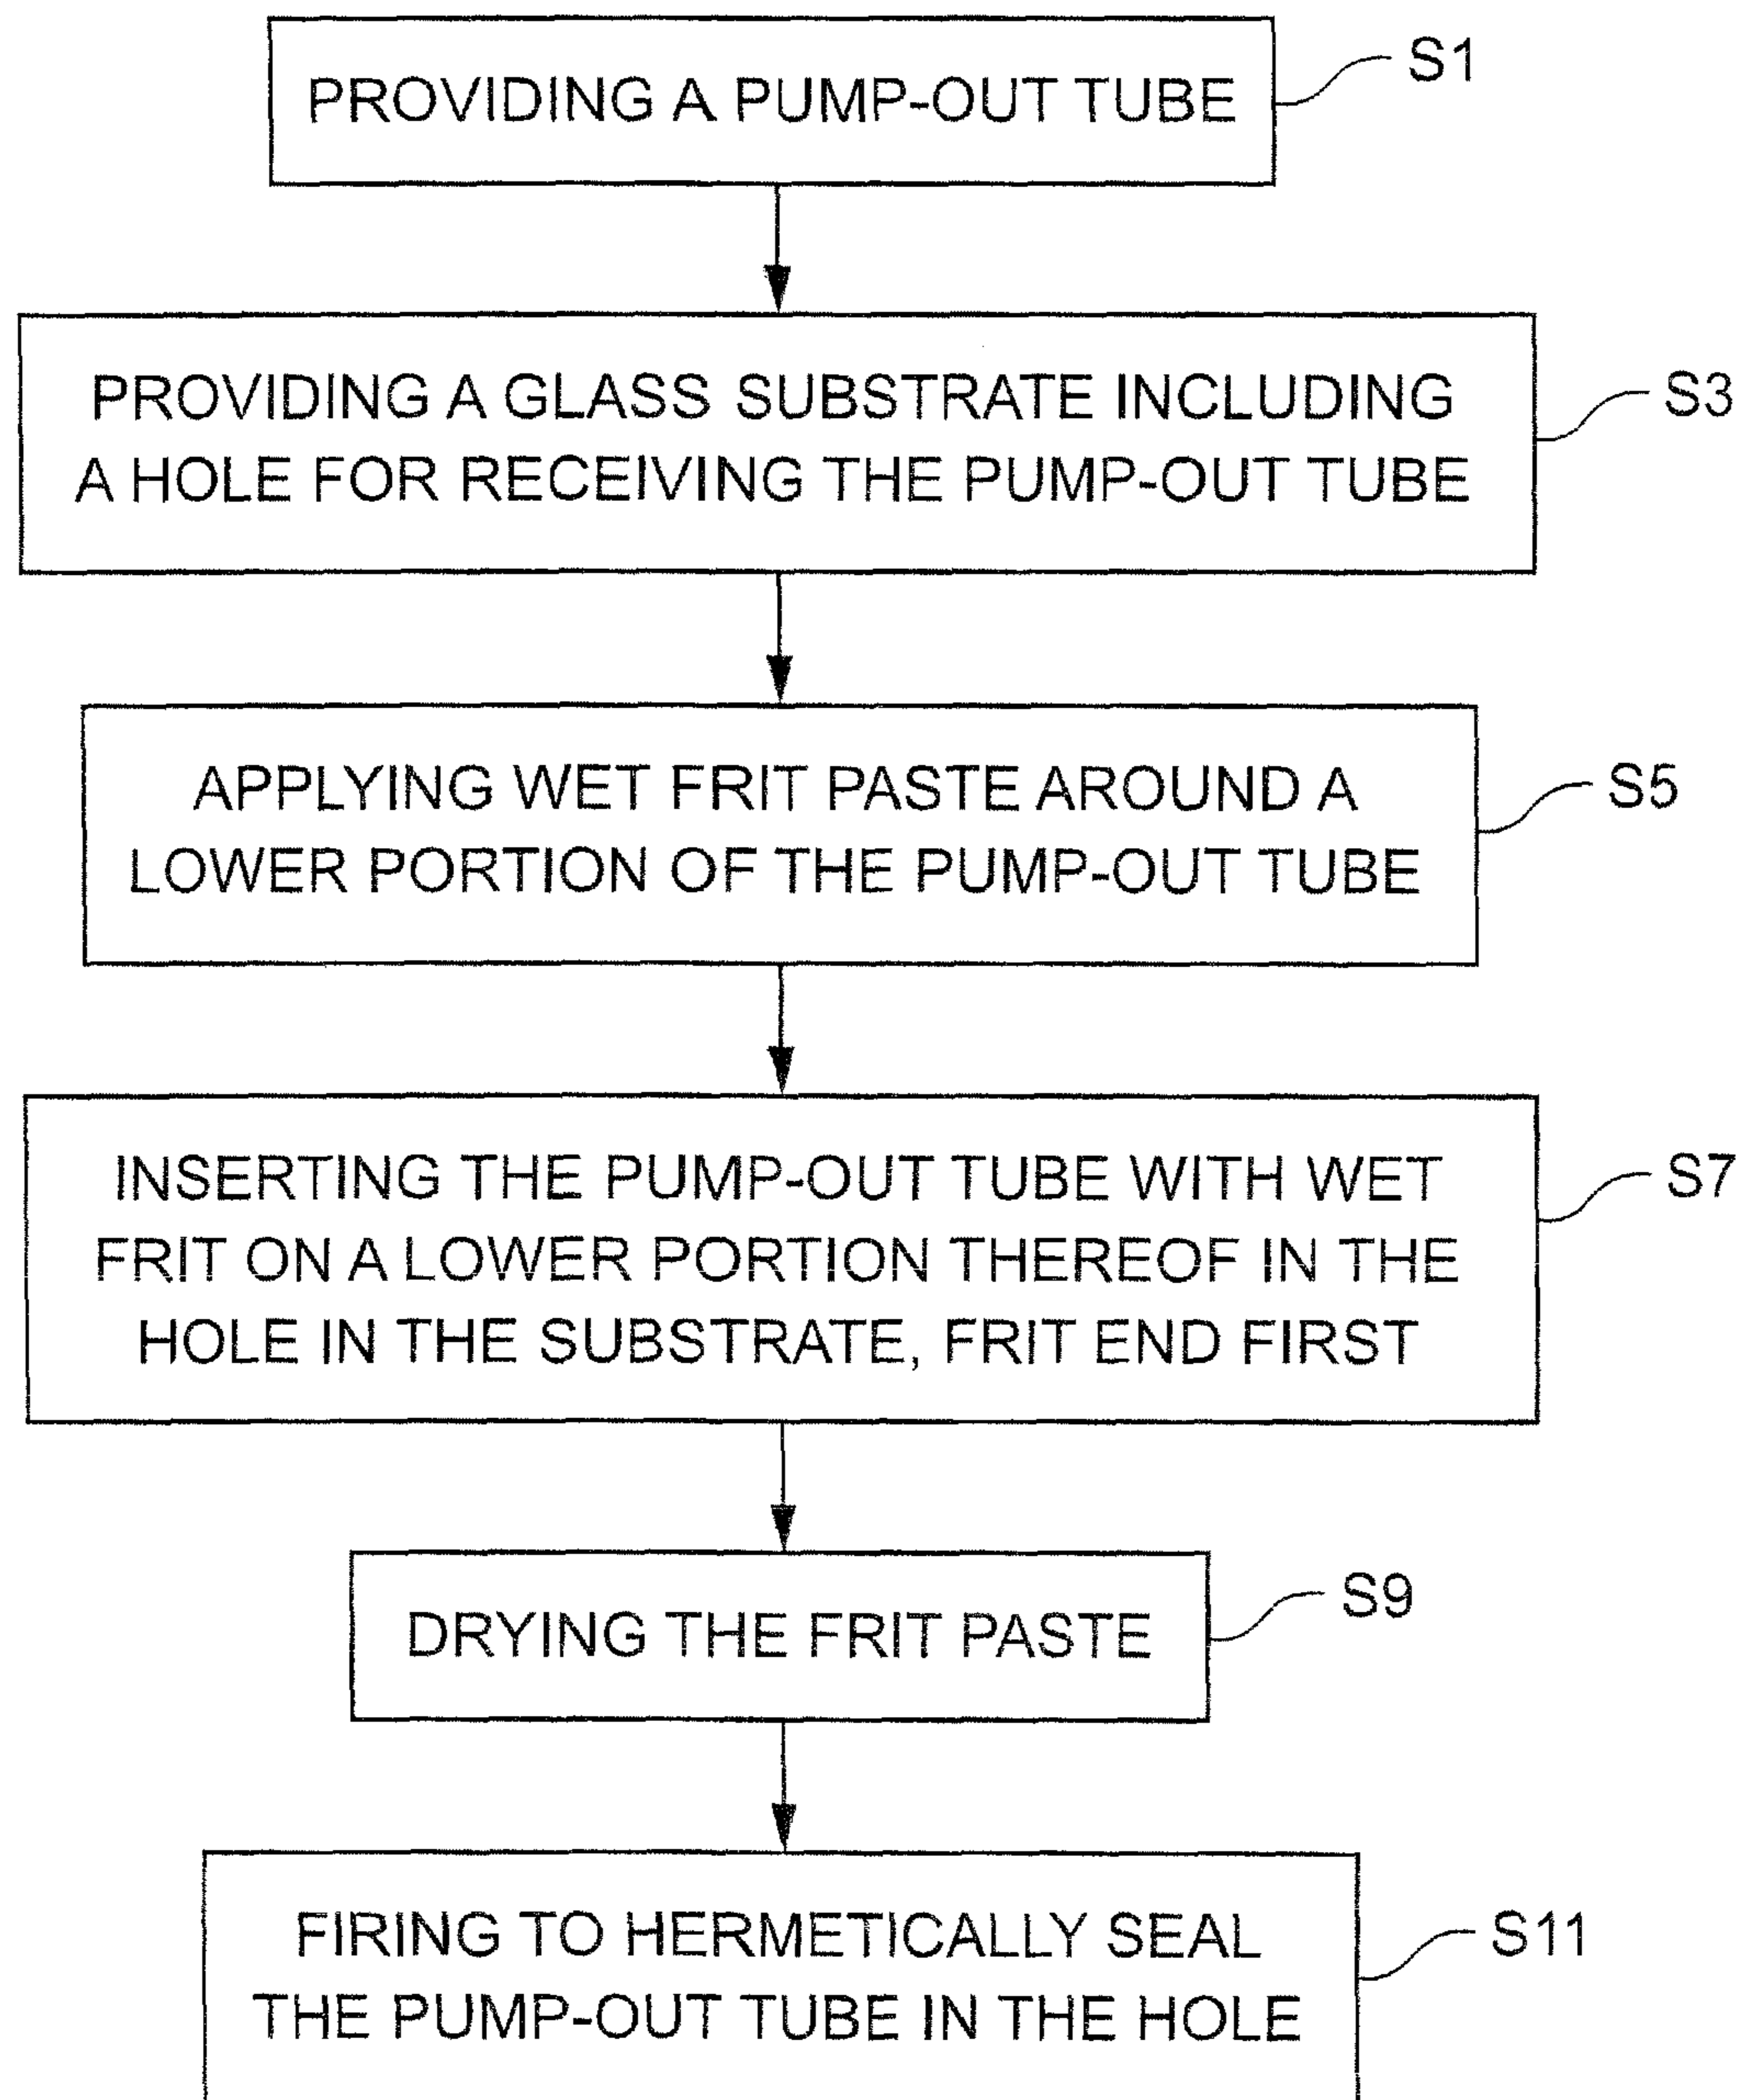 PROVIDING A PUMP-OUT TUBE
S1
PROVIDING A GLASS SUBSTRATE INCLUDING
A HOLE FOR RECEIVING THE PUMP-OUT TUBE
S3
APPLYING WET FRIT PASTE AROUND A
LOWER PORTION OF THE PUMP-OUT TUBE
S5
INSERTING THE PUMP-OUT TUBE WITH WET
FRIT ON A LOWER PORTION THEREOF IN THE
HOLE IN THE SUBSTRATE, FRIT END FIRST
S7
DRYING THE FRIT PASTE
S9
FIRING TO HERMETICALLY SEAL
THE PUMP-OUT TUBE IN THE HOLE
S11